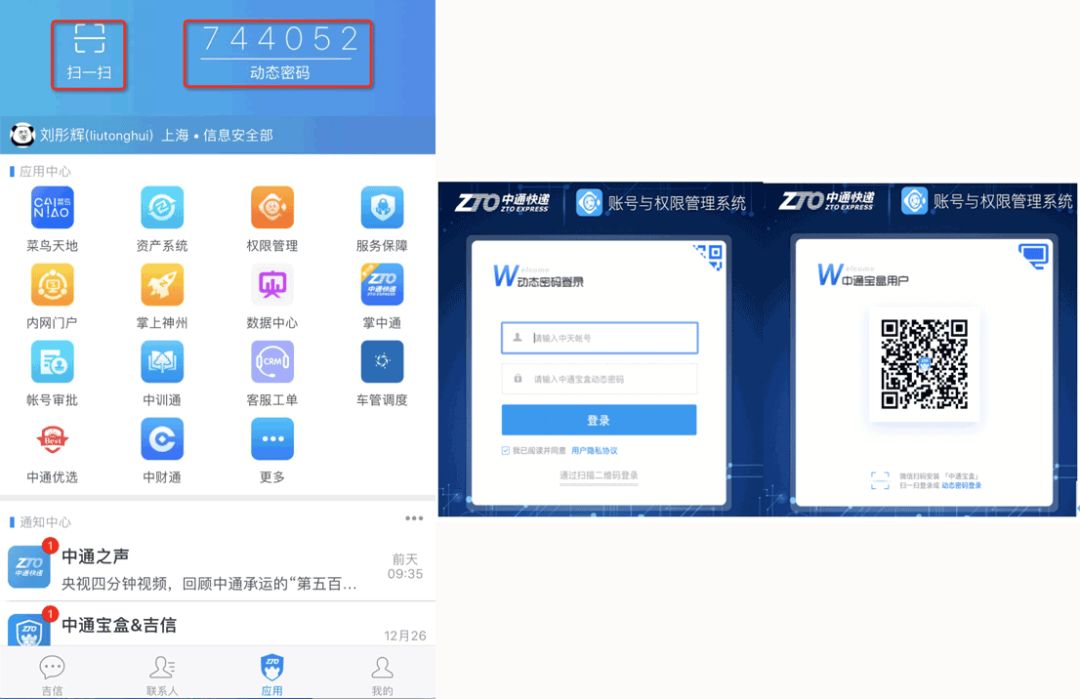 744052
扫一扫
动态密码
刘彤辉(liutonghui) 上海•信息安全部
应用中心
CAI菜鸟
NIAO
菜鸟天地
资产系统
权限管理
服务保障
ZTO
中通快递
内网门户
掌上神州
数据中心
掌中通
CRM
帐号审批
中训通
客服工单
车管调度
Best
中通优选
中财通
更多
通知中心
ZTO
中通快递
1
中通之声
前天
央视四分钟视频，回顾中通承运的“第五百...
09:35
ZTO
1
中通宝盒&吉信
12月26
吉信
联系人
ZTO
应用
我的
ZTO 中通快递
ZTO EXPRESS
账号与权限管理系统
Welcome
动态密码登录
请输入中天帐号
请输入中通宝盒动态密码
登录
我已阅读并同意 用户隐私协议
通过扫描二维码登录
ZTO 中通快递
ZTO EXPRESS
账号与权限管理系统
Welcome
中通宝盒用户
微信扫码安装「中通宝盒」
扫一扫登录或 动态密码登录